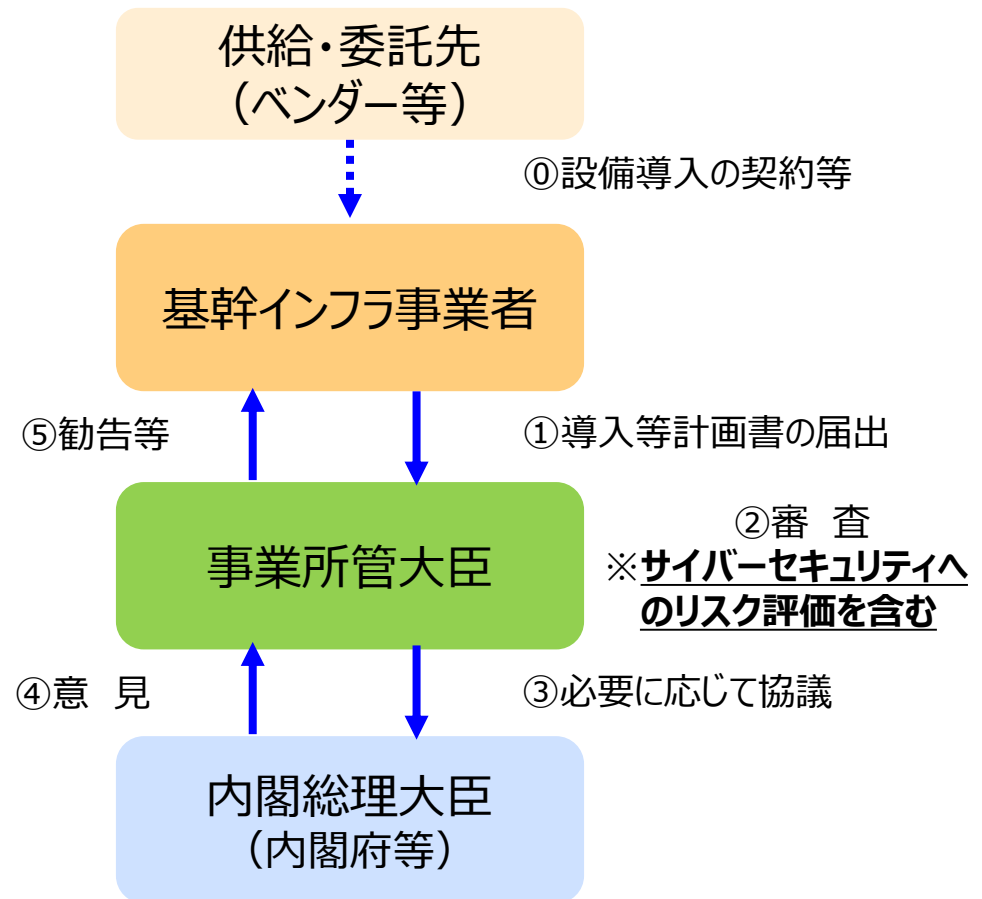 供給・委託先
（ベンダー等）
⓪設備導入の契約等
基幹インフラ事業者
⑤勧告等
①導入等計画書の届出
事業所管大臣
②審　査
※サイバーセキュリティへ
のリスク評価を含む
④意　見
③必要に応じて協議
内閣総理大臣
（内閣府等）